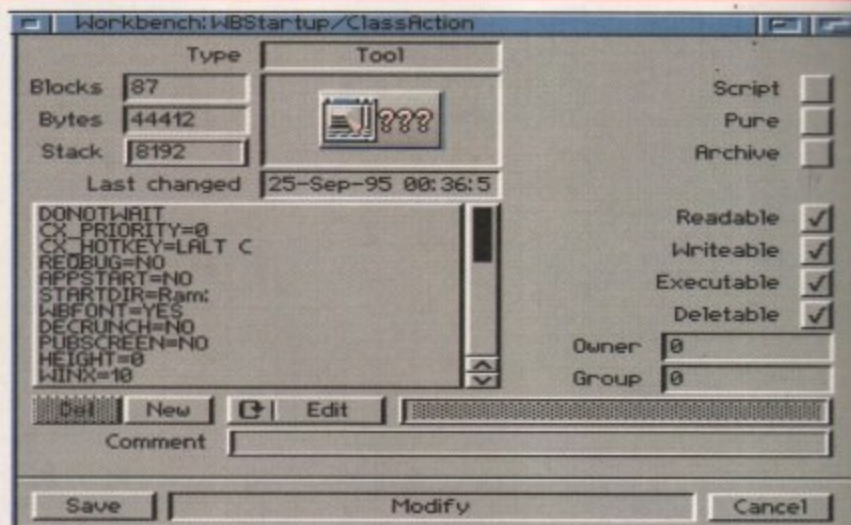 Workbench:WBStartup/ClassAction
Type Tool
Blocks 87
Bytes 44412
Stack 8192
???
Last changed 25-Sep-95 00:36:5
Script
Pure
Archive
DONOTWAIT
CX_PRIORITY=0
CX_HOTKEY=LALT C
REQBUG=NO
APPSTART=NO
STARTDIR=Ram:
WBFONT=YES
DECRUNCH=NO
PUBSCREEN=NO
HEIGHT=0
WINX=10
Readable
Writeable
Executable
Deletable
Owner 0
Group 0
Del New Edit
Comment
Save Modify Cancel